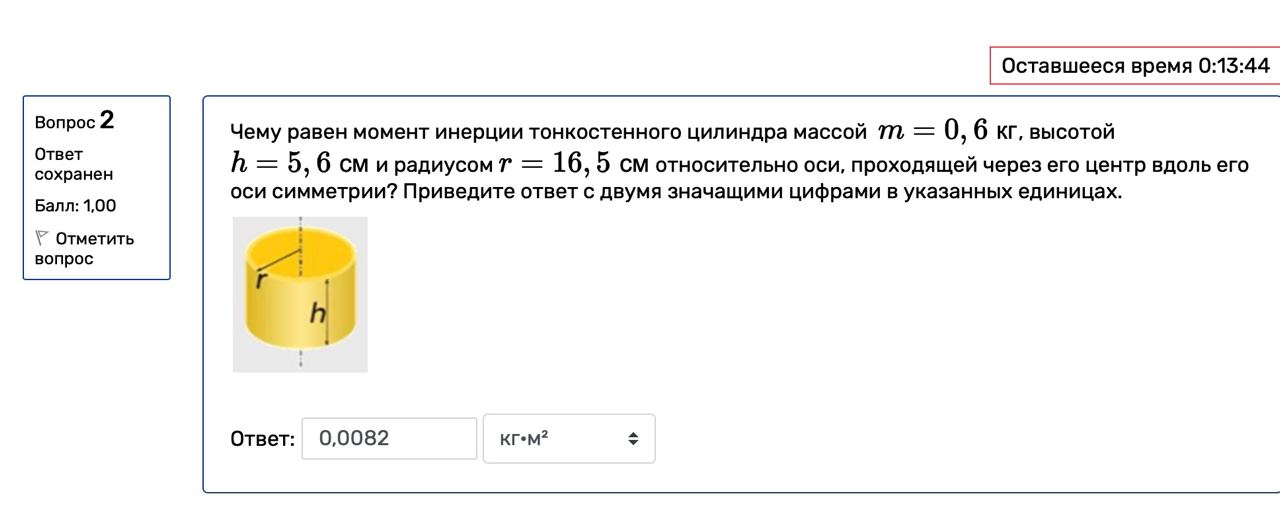 Оставшееся время 0:13:44
Вопрос 2
Ответ
сохранен
Балл: 1,00
Отметить
вопрос
Чему равен момент инерции тонкостенного цилиндра массой m = 0, 6 кг, высотой
h = 5, 6 см и радиусом r = 16, 5 см относительно оси, проходящей через его центр вдоль его
оси симметрии? Приведите ответ с двумя значащими цифрами в указанных единицах.
r
h
Ответ: 0,0082 кг•м²